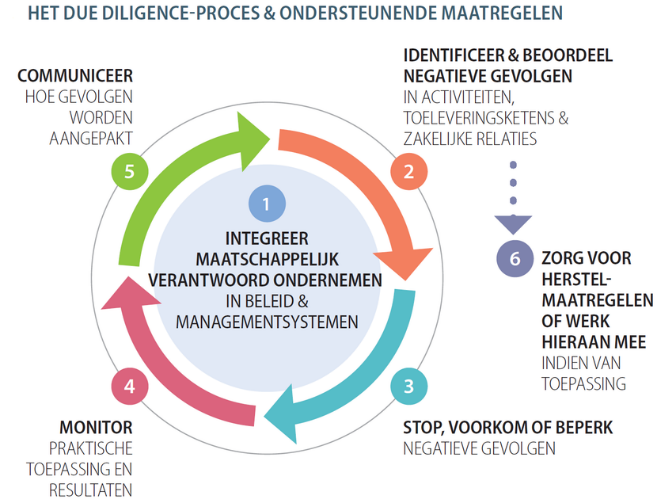 HET DUE DILIGENCE-PROCES & ONDERSTEUNENDE MAATREGELEN
1
INTEGREER
MAATSCHAPPELIJK
VERANTWOORD ONDERNEMEN
IN BELEID &
MANAGEMENTSYSTEMEN
2
IDENTIFICEER & BEOORDEEL
NEGATIEVE GEVOLGEN
IN ACTIVITEITEN,
TOELEVERINGSKETENS &
ZAKELIJKE RELATIES
3
STOP, VOORKOM OF BEPERK
NEGATIEVE GEVOLGEN
4
MONITOR
PRAKTISCHE
TOEPASSING EN
RESULTATEN
5
COMMUNICEER
HOE GEVOLGEN
WORDEN
AANGEPAKT
6
ZORG VOOR
HERSTEL-
MAATREGELEN
OF WERK
HIERAAN MEE
INDIEN VAN
TOEPASSING